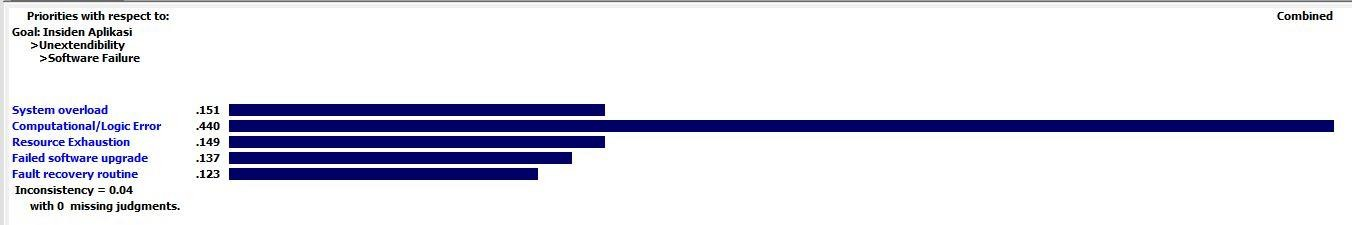 Priorities with respect to: Combined
Goal: Insiden Aplikasi
>Unextendibility
>Software Failure
System overload .151
Computational/Logic Error .440
Resource Exhaustion .149
Failed software upgrade .137
Fault recovery routine .123
Inconsistency = 0.04
with 0 missing judgments.